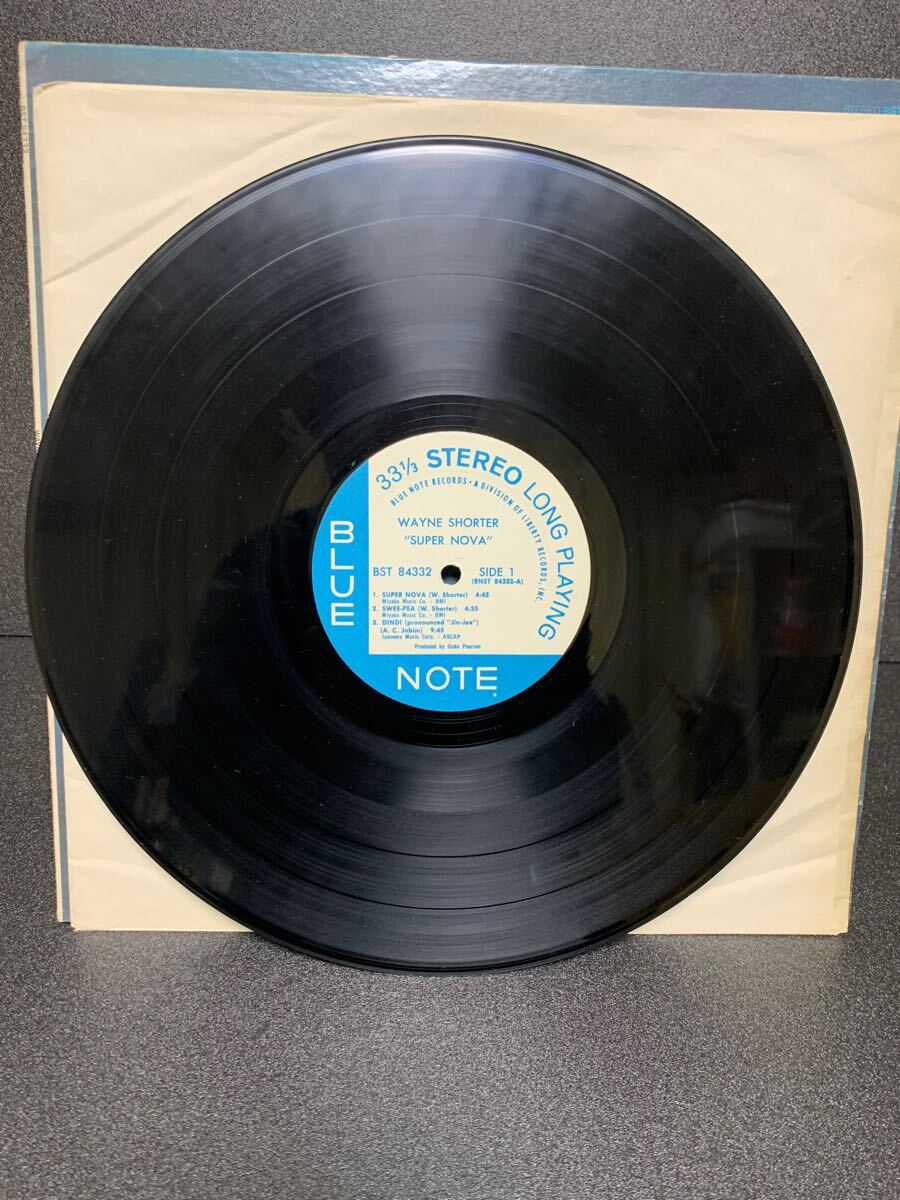 STEREO BST
33 1/3 STEREO LONG PLAYING
BLUE NOTE RECORDS • A DIVISION OF LIBERTY RECORDS, INC.
WAYNE SHORTER
"SUPER NOVA"
BST 84332 SIDE 1
(BNST 84332-A)
1. SUPER NOVA (W. Shorter) 4:45
Miyako Music Co. - BMI
2. SWEE-PEA (W. Shorter) 4:35
Miyako Music Co. - BMI
3. DINDI (pronounced "Jin-Jee")
(A. C. Jobim) 9:45
Ipanema Music Corp. - ASCAP
Produced by Duke Pearson
BLUE
NOTE